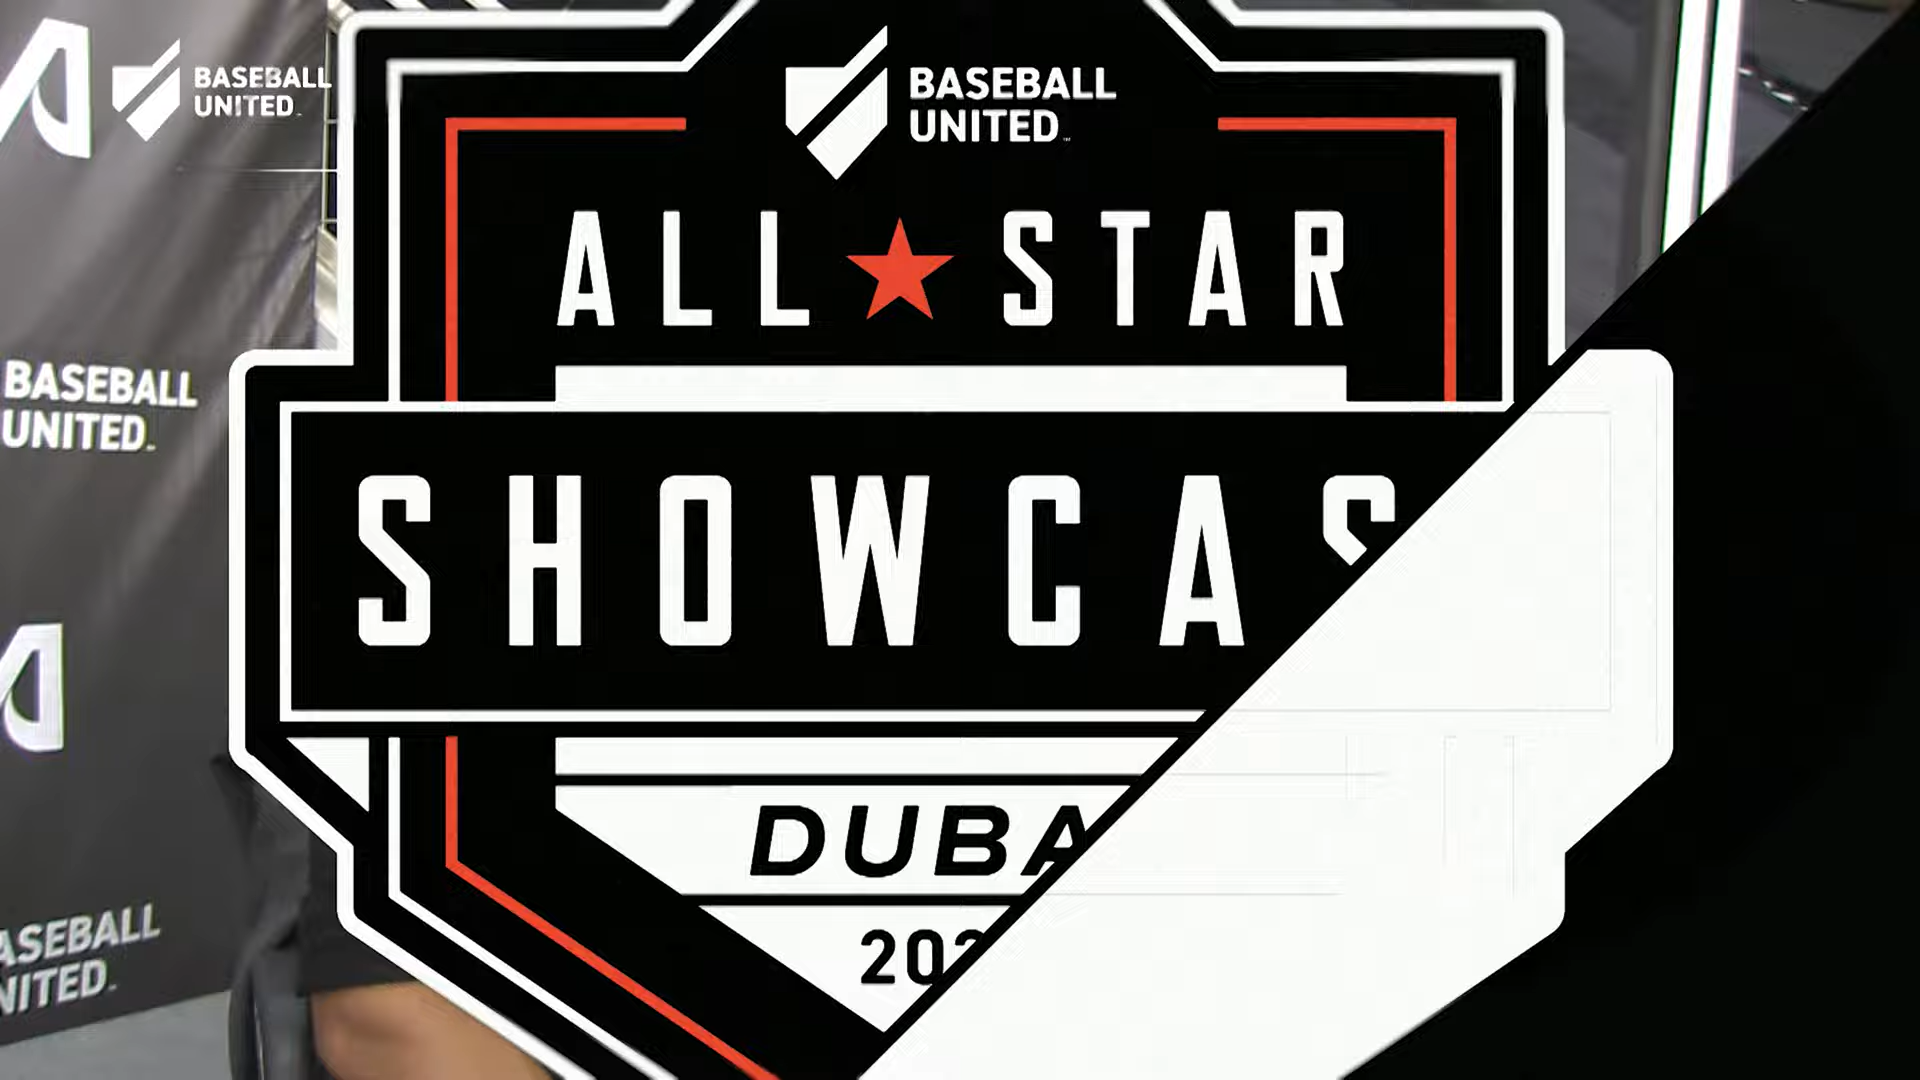 BASEBALL
UNITED
BASEBALL
UNITED
ALL STAR
BASEBALL
UNITED
SHOWCAS
DUBA
202
ASEBALL
NITED